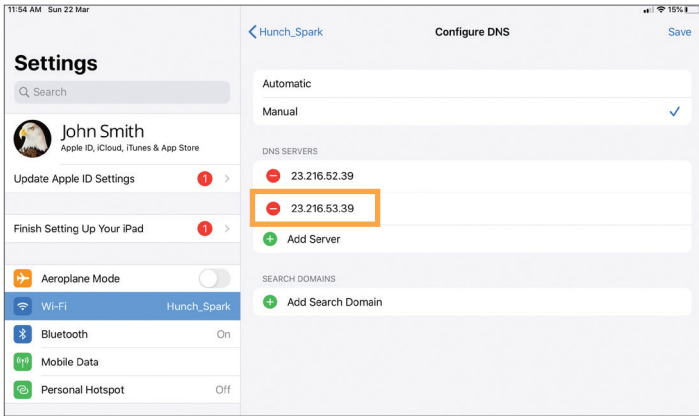 11:54 AM Sun 22 Mar
15%
Settings
Search
John Smith
Apple ID, iCloud, iTunes & App Store
Update Apple ID Settings 1
Finish Setting Up Your iPad 1
Aeroplane Mode
Wi-Fi Hunch_Spark
Bluetooth On
Mobile Data
Personal Hotspot Off
Hunch_Spark Configure DNS Save
Automatic
Manual
DNS SERVERS
23.216.52.39
23.216.53.39
Add Server
SEARCH DOMAINS
Add Search Domain